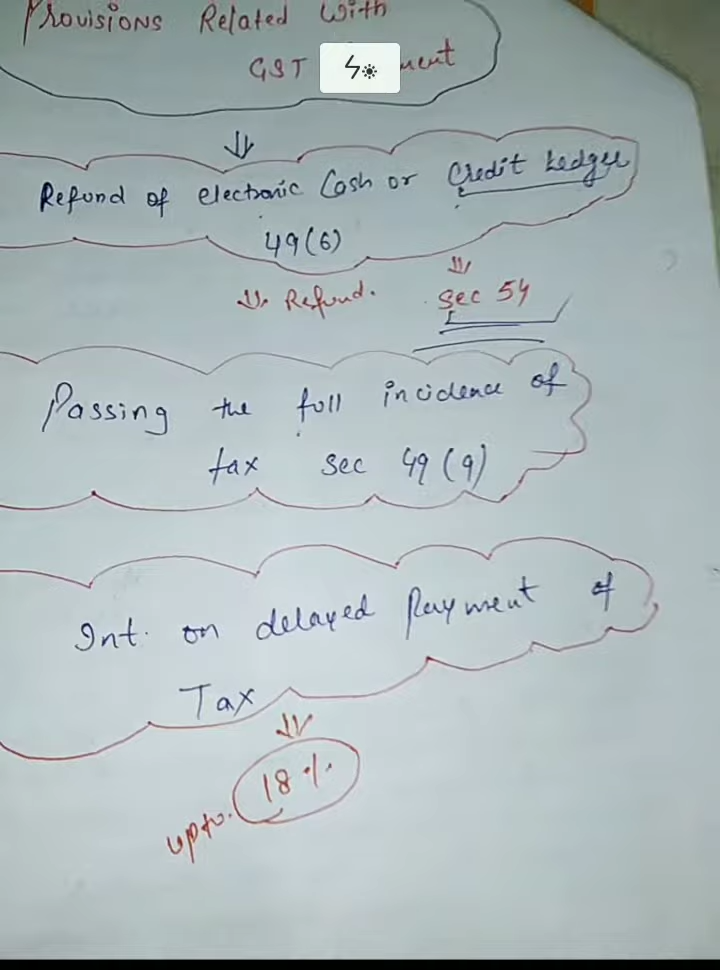 Provisions Related With
GST ment
Refund of electronic Cash or Credit Ledger
49(6)
Refund. sec 54
Passing the full incidence of
tax sec 49(9)
Int. on delayed Payment of
Tax
18%
upto.